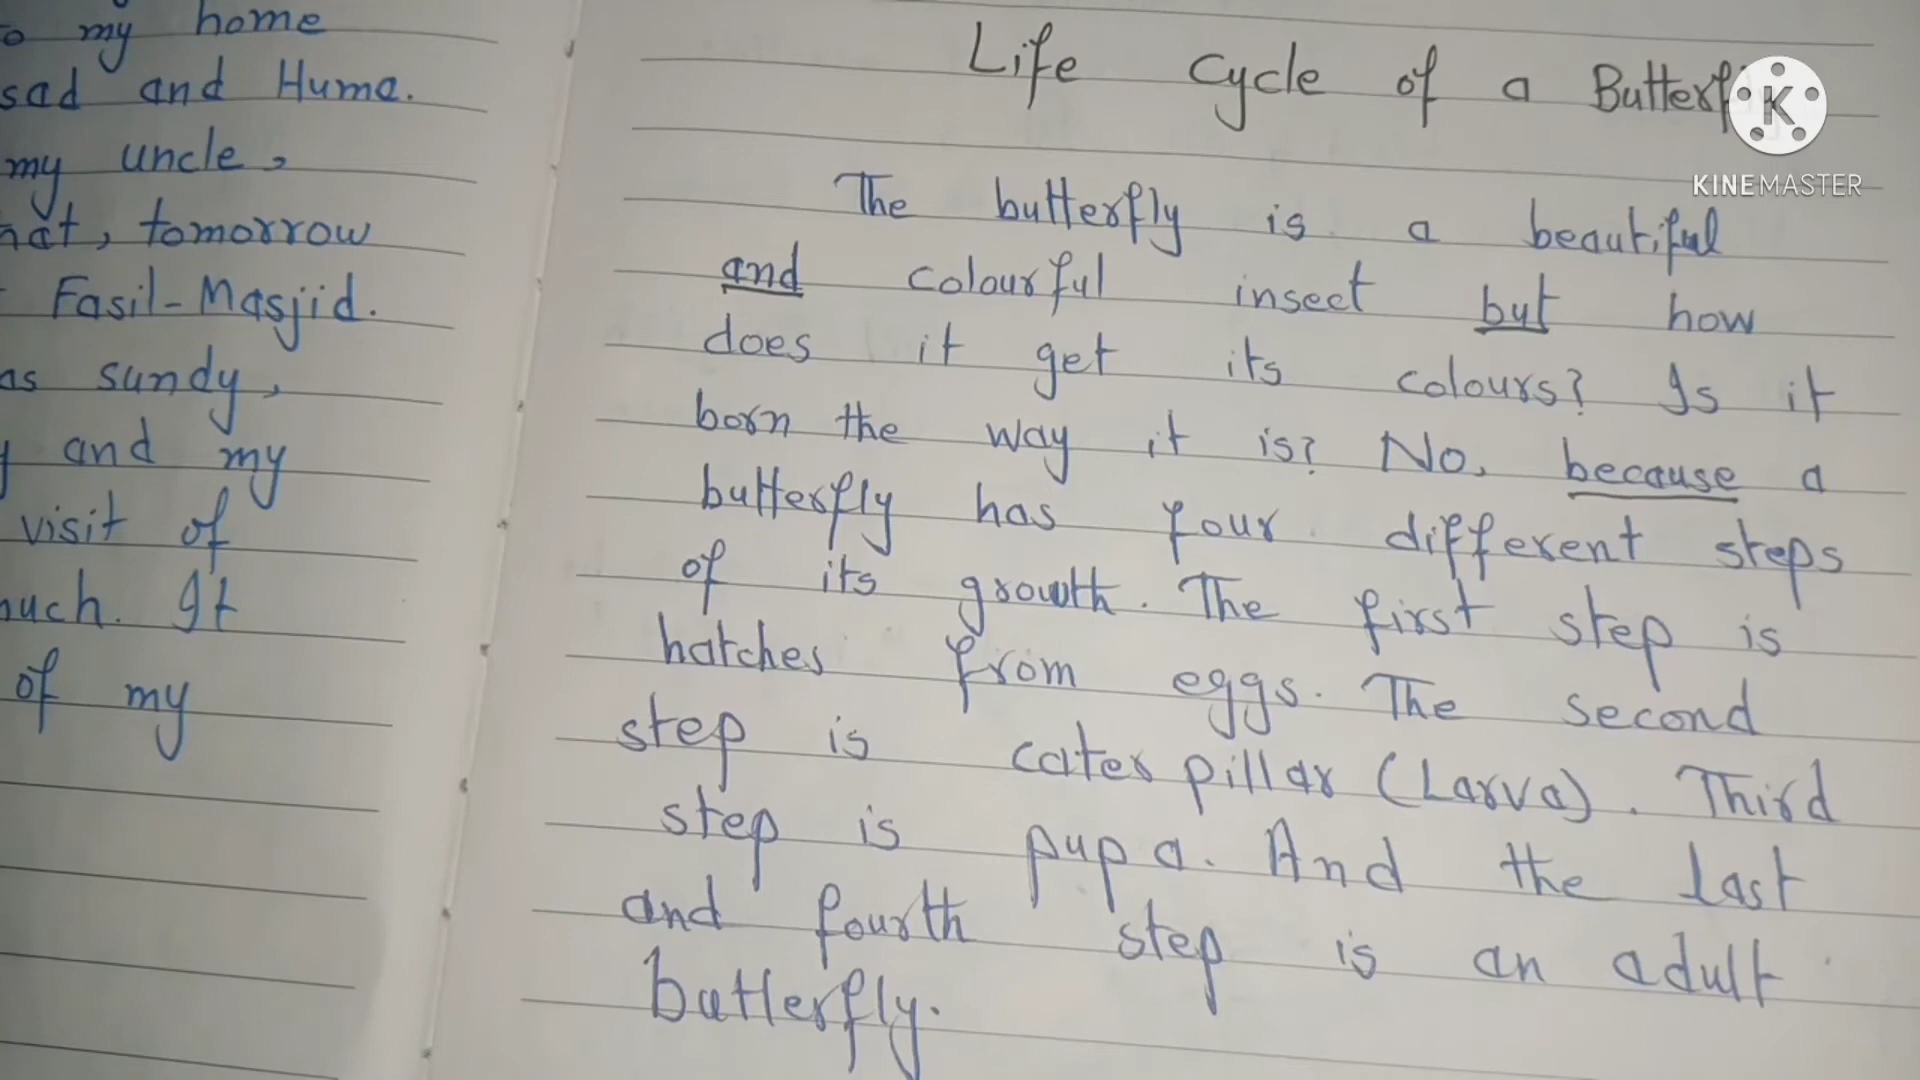 my home
sad and Huma.
my uncle,
tomorrow
Fasil-Masjid.
as sundy,
and my
visit of
much. It
of my
Life Cycle of a Butterfly
KINEMASTER
The butterfly is a beautiful
and colourful insect but how
does it get its colours? Is it
born the way it is? No, because a
butterfly has four different steps
of its growth. The first step is
hatches from eggs. The second
step is caterpillar (Larva). Third
step is pupa. And the last
and fourth step is an adult
butterfly.